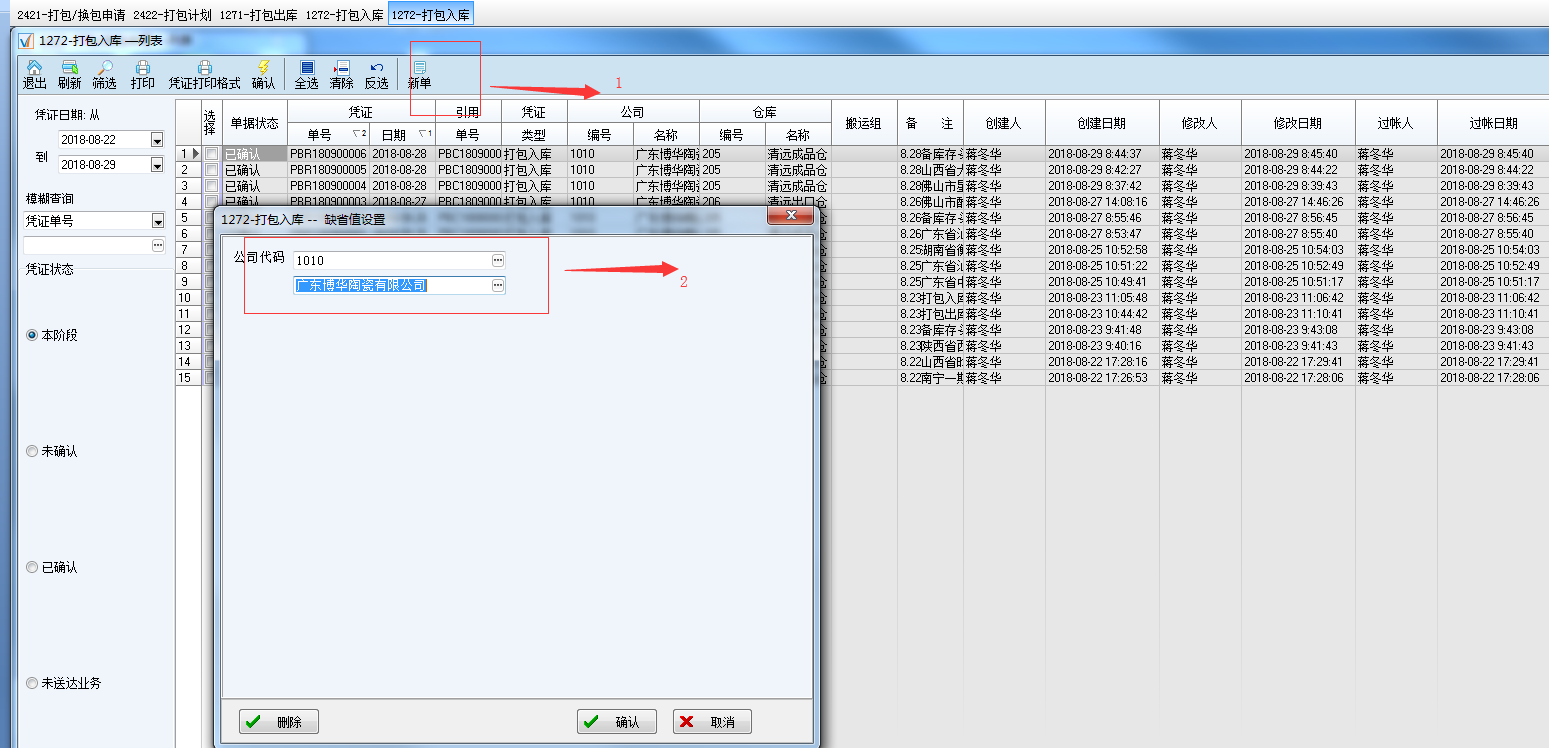 2421-打包/换包申请 2422-打包计划 1271-打包出库 1272-打包入库 1272-打包入库
1272-打包入库 —列表
退出 刷新 筛选 打印 凭证打印格式 确认 全选 清除 反选 新单
1
凭证日期: 从
2018-08-22
到
2018-08-29
模糊查询
凭证单号
凭证状态
本阶段
未确认
已确认
未送达业务
选择 单据状态 凭证 引用 凭证 公司 仓库 搬运组 备 注 创建人 创建日期 修改人 修改日期 过帐人 过帐日期
单号 2 日期 1 单号 类型 编号 名称 编号 名称
1 已确认 PBR180900006 2018-08-28 PBC1809000 打包入库 1010 广东博华陶 205 清远成品仓 8.28备库存 蒋冬华 2018-08-29 8:44:37 蒋冬华 2018-08-29 8:45:40 蒋冬华 2018-08-29 8:45:40
2 已确认 PBR180900005 2018-08-28 PBC1809000 打包入库 1010 广东博华陶 205 清远成品仓 8.28山西省 蒋冬华 2018-08-29 8:42:27 蒋冬华 2018-08-29 8:44:22 蒋冬华 2018-08-29 8:44:22
3 已确认 PBR180900004 2018-08-28 PBC1809000 打包入库 1010 广东博华陶 205 清远成品仓 8.28佛山市 蒋冬华 2018-08-29 8:37:42 蒋冬华 2018-08-29 8:39:43 蒋冬华 2018-08-29 8:39:43
4 已确认 PBR180900003 2018-08-27 PBC1809000 打包入库 1010 广东博华陶 206 清远出口仓 8.26佛山市 蒋冬华 2018-08-27 14:08:16 蒋冬华 2018-08-27 14:46:26 蒋冬华 2018-08-27 14:46:26
5 8.26备库存 蒋冬华 2018-08-27 8:55:46 蒋冬华 2018-08-27 8:56:45 蒋冬华 2018-08-27 8:56:45
6 8.26广东省 蒋冬华 2018-08-27 8:53:47 蒋冬华 2018-08-27 8:55:40 蒋冬华 2018-08-27 8:55:40
7 8.25湖南省 蒋冬华 2018-08-25 10:52:58 蒋冬华 2018-08-25 10:54:03 蒋冬华 2018-08-25 10:54:03
8 8.25广东省 蒋冬华 2018-08-25 10:51:22 蒋冬华 2018-08-25 10:52:49 蒋冬华 2018-08-25 10:52:49
9 8.25广东省 蒋冬华 2018-08-25 10:49:41 蒋冬华 2018-08-25 10:51:17 蒋冬华 2018-08-25 10:51:17
10 8.23打包入库 蒋冬华 2018-08-23 11:05:48 蒋冬华 2018-08-23 11:06:42 蒋冬华 2018-08-23 11:06:42
11 8.23打包出库 蒋冬华 2018-08-23 10:44:42 蒋冬华 2018-08-23 11:10:41 蒋冬华 2018-08-23 11:10:41
12 8.23备库存 蒋冬华 2018-08-23 9:41:48 蒋冬华 2018-08-23 9:43:08 蒋冬华 2018-08-23 9:43:08
13 8.23陕西省 蒋冬华 2018-08-23 9:40:16 蒋冬华 2018-08-23 9:41:43 蒋冬华 2018-08-23 9:41:43
14 8.22山西省 蒋冬华 2018-08-22 17:28:16 蒋冬华 2018-08-22 17:29:41 蒋冬华 2018-08-22 17:29:41
15 8.22南宁一期 蒋冬华 2018-08-22 17:26:53 蒋冬华 2018-08-22 17:28:06 蒋冬华 2018-08-22 17:28:06
1272-打包入库 -- 缺省值设置
公司代码 1010
广东博华陶瓷有限公司
2
删除 确认 取消